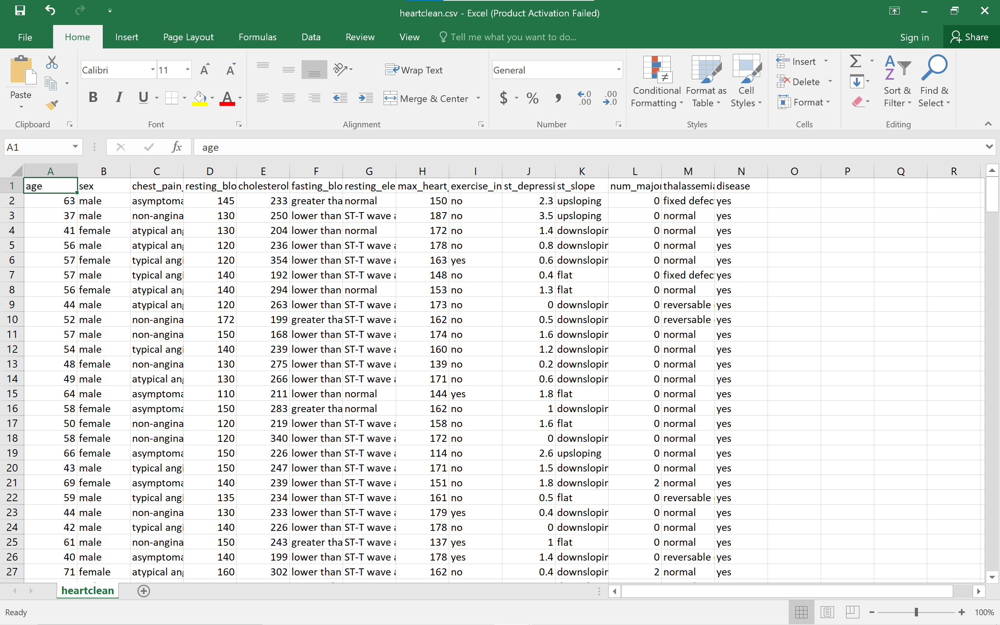 heartclean.csv - Excel (Product Activation Failed)
File Home Insert Page Layout Formulas Data Review View Tell me what you want to do... Sign in Share
Paste
Calibri 11
Wrap Text
Merge & Center
General
Conditional Formatting
Format as Table
Cell Styles
Insert
Delete
Format
Sort & Filter
Find & Select
Clipboard Font Alignment Number Styles Cells Editing
A1 fx age
A B C D E F G H I J K L M N O P Q R
1 age sex chest_pain_ resting_blo cholesterol fasting_blo resting_ele max_heart_ exercise_in st_depressi st_slope num_major thalassemia disease
2 63 male asymptoma 145 233 greater tha normal 150 no 2.3 upsloping 0 fixed defec yes
3 37 male non-angina 130 250 lower than ST-T wave a 187 no 3.5 upsloping 0 normal yes
4 41 female atypical ang 130 204 lower than normal 172 no 1.4 downslopin 0 normal yes
5 56 male atypical ang 120 236 lower than ST-T wave a 178 no 0.8 downslopin 0 normal yes
6 57 female typical angi 120 354 lower than ST-T wave a 163 yes 0.6 downslopin 0 normal yes
7 57 male typical angi 140 192 lower than ST-T wave a 148 no 0.4 flat 0 fixed defec yes
8 56 female atypical ang 140 294 lower than normal 153 no 1.3 flat 0 normal yes
9 44 male atypical ang 120 263 lower than ST-T wave a 173 no 0 downslopin 0 reversable yes
10 52 male non-angina 172 199 greater tha ST-T wave a 162 no 0.5 downslopin 0 reversable yes
11 57 male non-angina 150 168 lower than ST-T wave a 174 no 1.6 downslopin 0 normal yes
12 54 male typical angi 140 239 lower than ST-T wave a 160 no 1.2 downslopin 0 normal yes
13 48 female non-angina 130 275 lower than ST-T wave a 139 no 0.2 downslopin 0 normal yes
14 49 male atypical ang 130 266 lower than ST-T wave a 171 no 0.6 downslopin 0 normal yes
15 64 male asymptoma 110 211 lower than normal 144 yes 1.8 flat 0 normal yes
16 58 female asymptoma 150 283 greater tha normal 162 no 1 downslopin 0 normal yes
17 50 female non-angina 120 219 lower than ST-T wave a 158 no 1.6 flat 0 normal yes
18 58 female non-angina 120 340 lower than ST-T wave a 172 no 0 downslopin 0 normal yes
19 66 female asymptoma 150 226 lower than ST-T wave a 114 no 2.6 upsloping 0 normal yes
20 43 male typical angi 150 247 lower than ST-T wave a 171 no 1.5 downslopin 0 normal yes
21 69 female asymptoma 140 239 lower than ST-T wave a 151 no 1.8 downslopin 2 normal yes
22 59 male typical angi 135 234 lower than ST-T wave a 161 no 0.5 flat 0 reversable yes
23 44 male non-angina 130 233 lower than ST-T wave a 179 yes 0.4 downslopin 0 normal yes
24 42 male typical angi 140 226 lower than ST-T wave a 178 no 0 downslopin 0 normal yes
25 61 male non-angina 150 243 greater tha ST-T wave a 137 yes 1 flat 0 normal yes
26 40 male asymptoma 140 199 lower than ST-T wave a 178 yes 1.4 downslopin 0 reversable yes
27 71 female atypical ang 160 302 lower than ST-T wave a 162 no 0.4 downslopin 2 normal yes
heartclean
Ready 100%